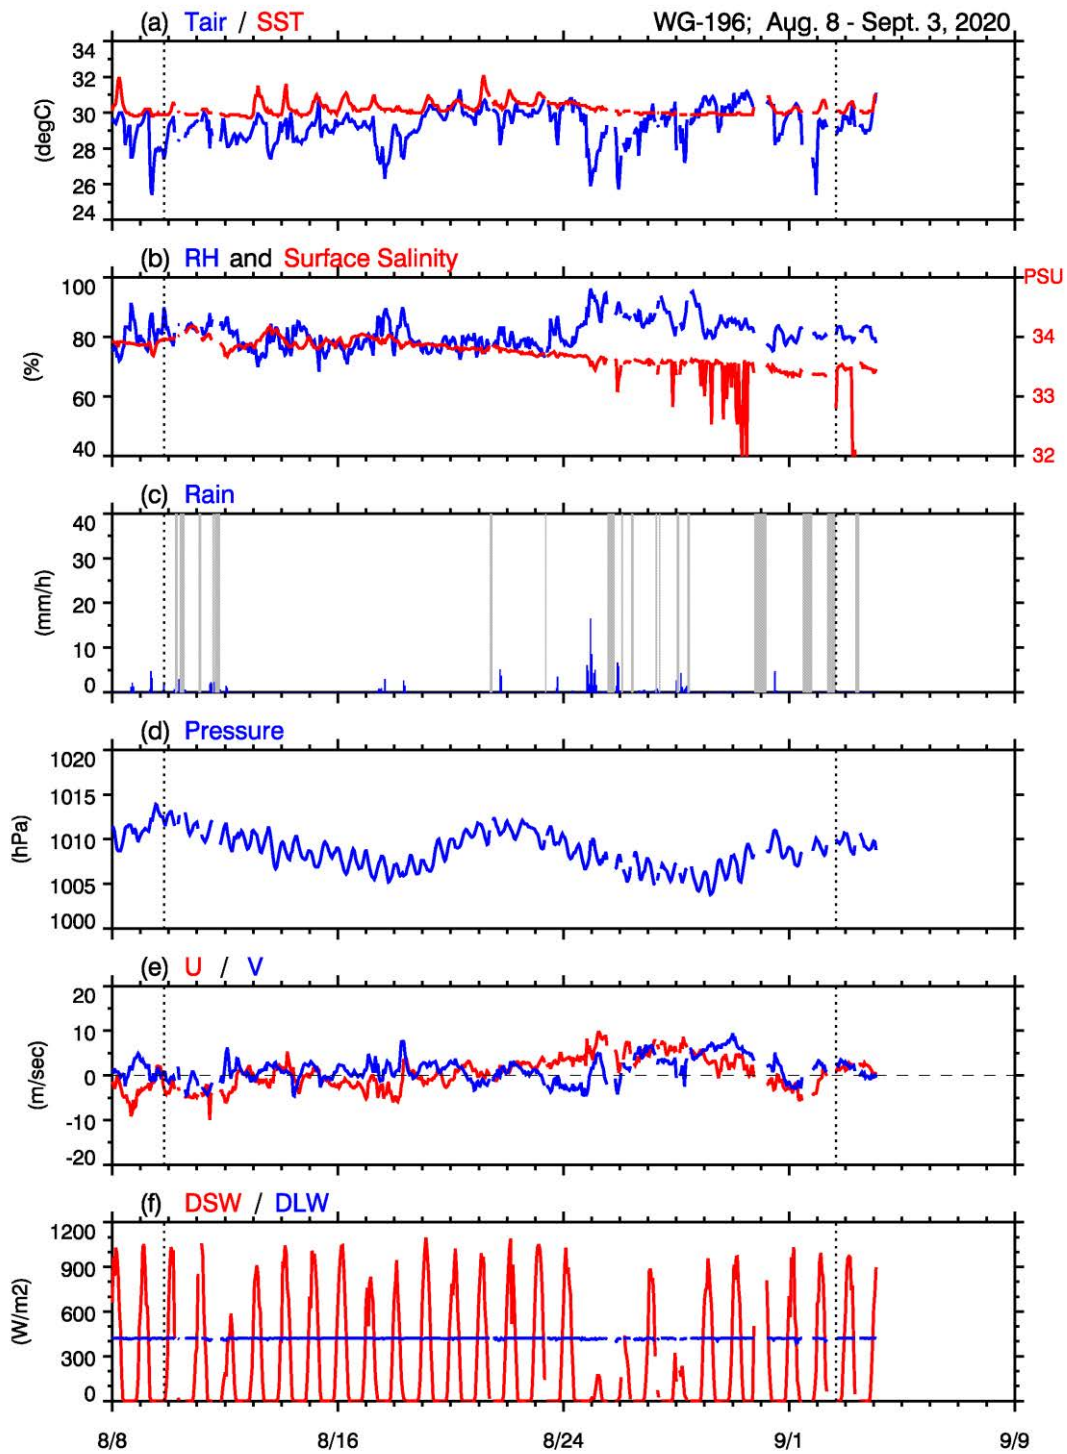 (a) Tair / SST WG-196; Aug. 8 - Sept. 3, 2020
34
32
30
28
26
24
(degC)
(b) RH and Surface Salinity
PSU
100
80
60
40
(%)
34
33
32
(c) Rain
40
30
20
10
0
(mm/h)
(d) Pressure
1020
1015
1010
1005
1000
(hPa)
(e) U / V
20
10
0
-10
-20
(m/sec)
(f) DSW / DLW
1200
900
600
300
0
(W/m2)
8/8 8/16 8/24 9/1 9/9